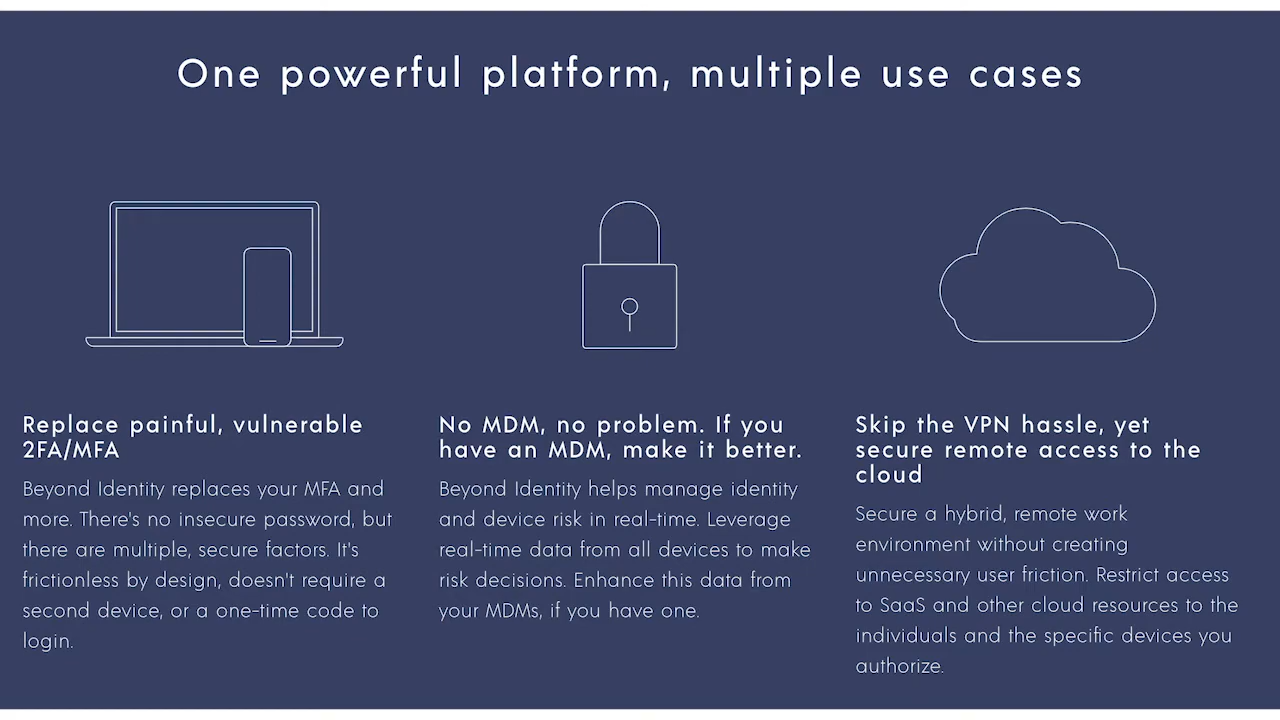 One powerful platform, multiple use cases
Replace painful, vulnerable
2FA/MFA
Beyond Identity replaces your MFA and
more. There's no insecure password, but
there are multiple, secure factors. It's
frictionless by design, doesn't require a
second device, or a one-time code to
login.
No MDM, no problem. If you
have an MDM, make it better.
Beyond Identity helps manage identity
and device risk in real-time. Leverage
real-time data from all devices to make
risk decisions. Enhance this data from
your MDMs, if you have one.
Skip the VPN hassle, yet
secure remote access to the
cloud
Secure a hybrid, remote work
environment without creating
unnecessary user friction. Restrict access
to SaaS and other cloud resources to the
individuals and the specific devices you
authorize.